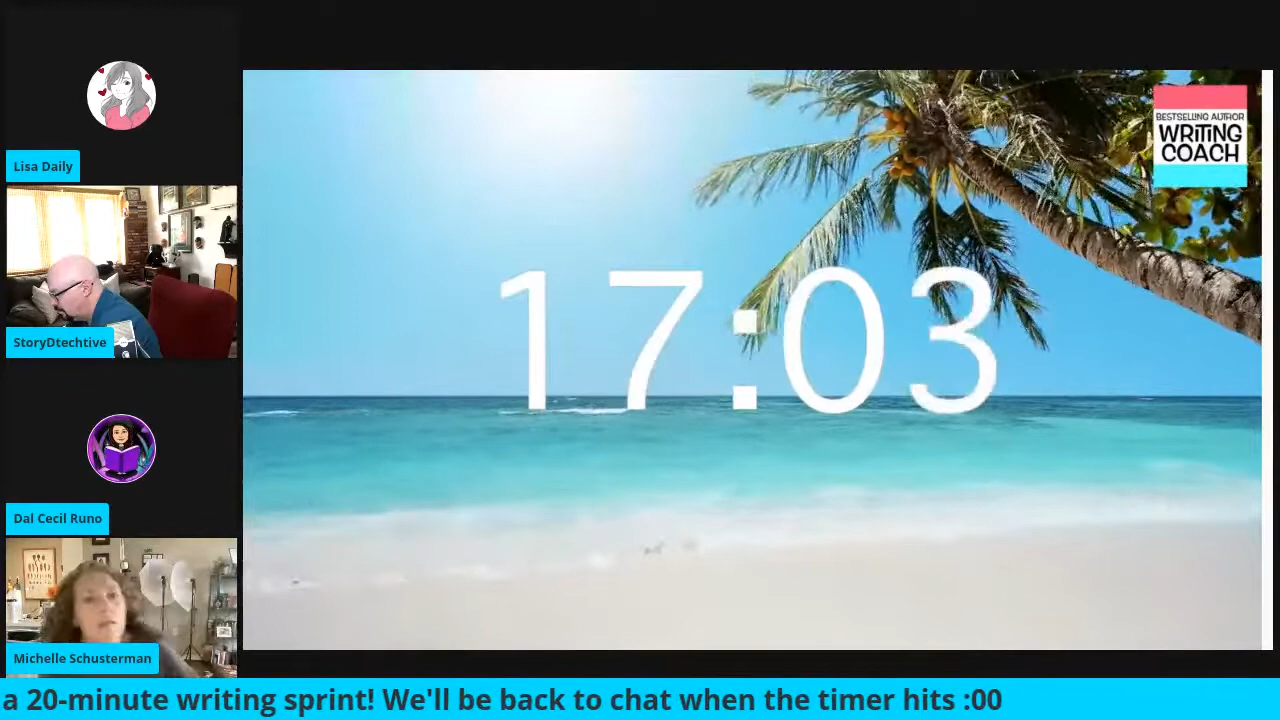 Lisa Daily
StoryDtechtive
Dal Cecil Runo
Michelle Schusterman
BESTSELLING AUTHOR
WRITING
COACH
17:03
a 20-minute writing sprint! We'll be back to chat when the timer hits :00